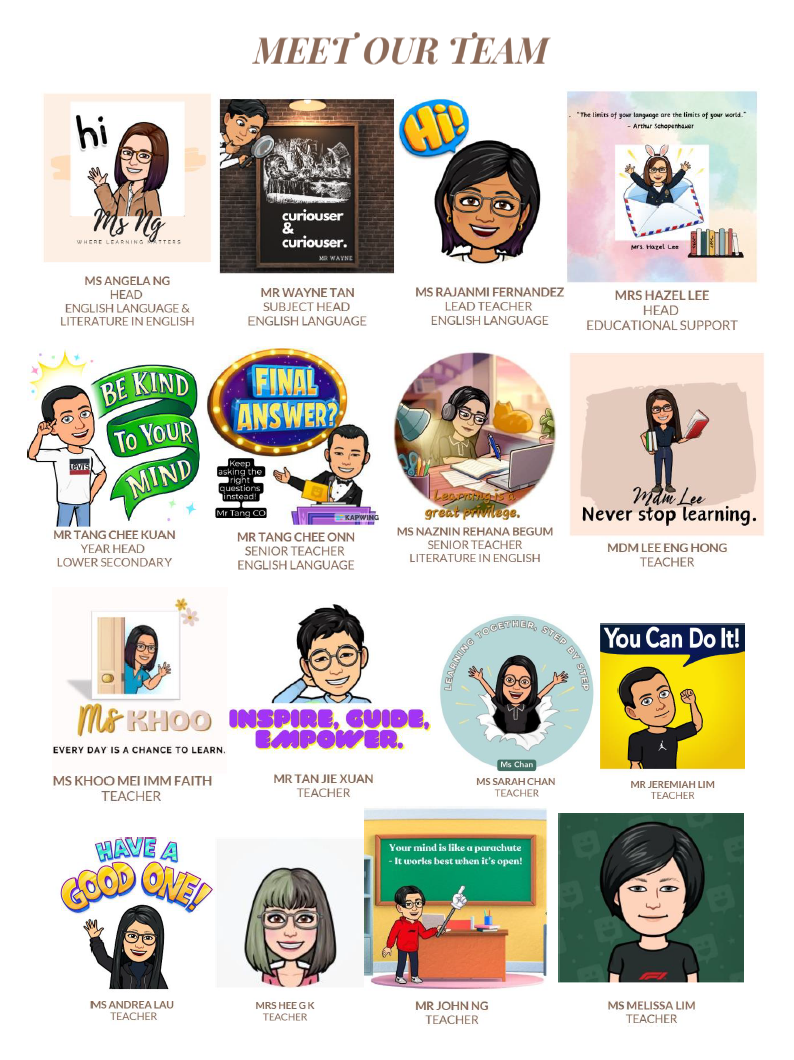 MEET OUR TEAM
hi
Ms Ng
WHERE LEARNING MATTERS
MS ANGELA NG
HEAD
ENGLISH LANGUAGE &
LITERATURE IN ENGLISH
curiouser
&
curiouser.
MR WAYNE
MR WAYNE TAN
SUBJECT HEAD
ENGLISH LANGUAGE
Hi!
MS RAJANMI FERNANDEZ
LEAD TEACHER
ENGLISH LANGUAGE
"The limits of your language are the limits of your world."
- Arthur Schopenhauer
Mrs. Hazel Lee
MRS HAZEL LEE
HEAD
EDUCATIONAL SUPPORT
BE KIND
TO YOUR
MIND
MR TANG CHEE KUAN
YEAR HEAD
LOWER SECONDARY
FINAL
ANSWER?
Keep
asking the
right
questions
instead!
Mr Tang CO
KAPWING
MR TANG CHEE ONN
SENIOR TEACHER
ENGLISH LANGUAGE
Learning is a
great privilege.
MS NAZNIN REHANA BEGUM
SENIOR TEACHER
LITERATURE IN ENGLISH
Mdm Lee
Never stop learning.
MDM LEE ENG HONG
TEACHER
Ms KHOO
EVERY DAY IS A CHANCE TO LEARN.
MS KHOO MEI IMM FAITH
TEACHER
INSPIRE, GUIDE,
EMPOWER.
MR TAN JIE XUAN
TEACHER
LEARNING TOGETHER, STEP BY STEP
Ms Chan
MS SARAH CHAN
TEACHER
You Can Do It!
MR JEREMIAH LIM
TEACHER
HAVE A
GOOD ONE!
MS ANDREA LAU
TEACHER
MRS HEE G K
TEACHER
Your mind is like a parachute
- It works best when it's open!
MR JOHN NG
TEACHER
MS MELISSA LIM
TEACHER